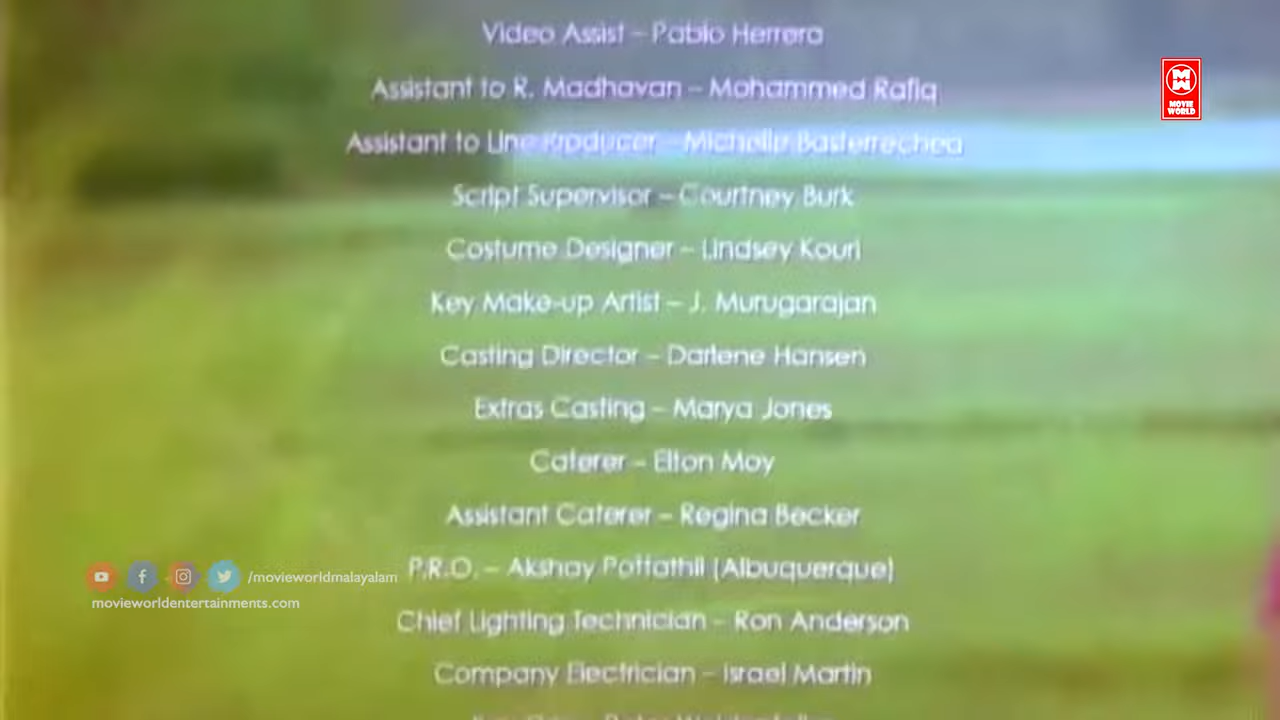 Video Assist – Pablo Herrera
Assistant to R. Madhavan – Mohammed Rafiq
Assistant to Line Producer – Michelle Basterrechea
Script Supervisor – Courtney Burk
Costume Designer – Lindsey Kouri
Key Make-up Artist – J. Murugarajan
Casting Director – Darlene Hansen
Extras Casting – Marya Jones
Caterer – Elton Moy
Assistant Caterer – Regina Becker
P.R.O. – Akshay Pottathil (Albuquerque)
Chief Lighting Technician – Ron Anderson
Company Electrician – Israel Martin
MOVIE
WORLD
/movieworldmalayalam
movieworldentertainments.com